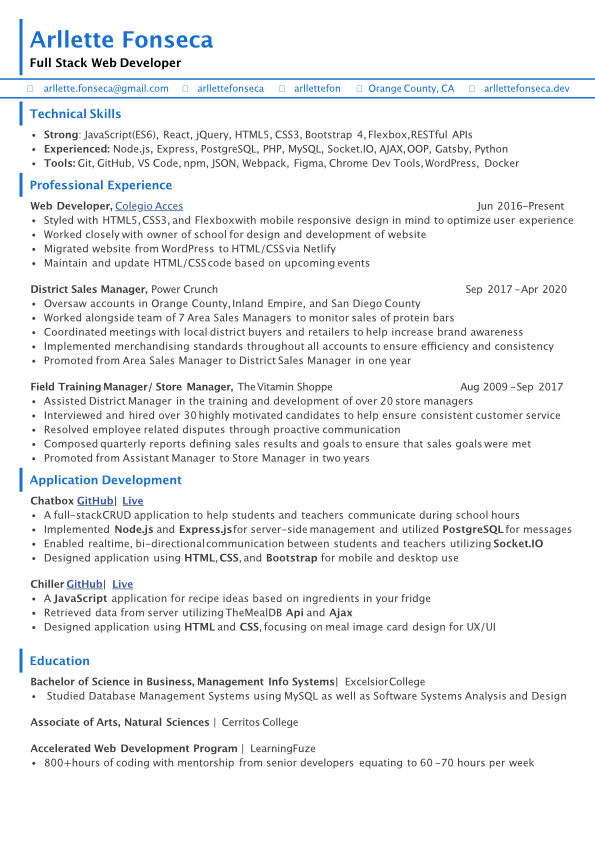 Arllette Fonseca
Full Stack Web Developer
arllette.fonseca@gmail.com arllettefonseca arllettefon Orange County, CA arllettefonseca.dev
Technical Skills
• Strong: JavaScript(ES6), React, jQuery, HTML5, CSS3, Bootstrap 4, Flexbox, RESTful APIs
• Experienced: Node.js, Express, PostgreSQL, PHP, MySQL, Socket.IO, AJAX, OOP, Gatsby, Python
• Tools: Git, GitHub, VS Code, npm, JSON, Webpack, Figma, Chrome Dev Tools, WordPress, Docker
Professional Experience
Web Developer, Colegio Acces Jun 2016-Present
• Styled with HTML5, CSS3, and Flexbox with mobile responsive design in mind to optimize user experience
• Worked closely with owner of school for design and development of website
• Migrated website from WordPress to HTML/CSS via Netlify
• Maintain and update HTML/CSS code based on upcoming events
District Sales Manager, Power Crunch Sep 2017 - Apr 2020
• Oversaw accounts in Orange County, Inland Empire, and San Diego County
• Worked alongside team of 7 Area Sales Managers to monitor sales of protein bars
• Coordinated meetings with local district buyers and retailers to help increase brand awareness
• Implemented merchandising standards throughout all accounts to ensure efficiency and consistency
• Promoted from Area Sales Manager to District Sales Manager in one year
Field Training Manager/ Store Manager, The Vitamin Shoppe Aug 2009 - Sep 2017
• Assisted District Manager in the training and development of over 20 store managers
• Interviewed and hired over 30 highly motivated candidates to help ensure consistent customer service
• Resolved employee related disputes through proactive communication
• Composed quarterly reports defining sales results and goals to ensure that sales goals were met
• Promoted from Assistant Manager to Store Manager in two years
Application Development
Chatbox GitHub| Live
• A full-stack CRUD application to help students and teachers communicate during school hours
• Implemented Node.js and Express.js for server-side management and utilized PostgreSQL for messages
• Enabled realtime, bi-directional communication between students and teachers utilizing Socket.IO
• Designed application using HTML, CSS, and Bootstrap for mobile and desktop use
Chiller GitHub| Live
• A JavaScript application for recipe ideas based on ingredients in your fridge
• Retrieved data from server utilizing TheMealDB Api and Ajax
• Designed application using HTML and CSS, focusing on meal image card design for UX/UI
Education
Bachelor of Science in Business, Management Info Systems| Excelsior College
• Studied Database Management Systems using MySQL as well as Software Systems Analysis and Design
Associate of Arts, Natural Sciences | Cerritos College
Accelerated Web Development Program | LearningFuze
• 800+hours of coding with mentorship from senior developers equating to 60 -70 hours per week